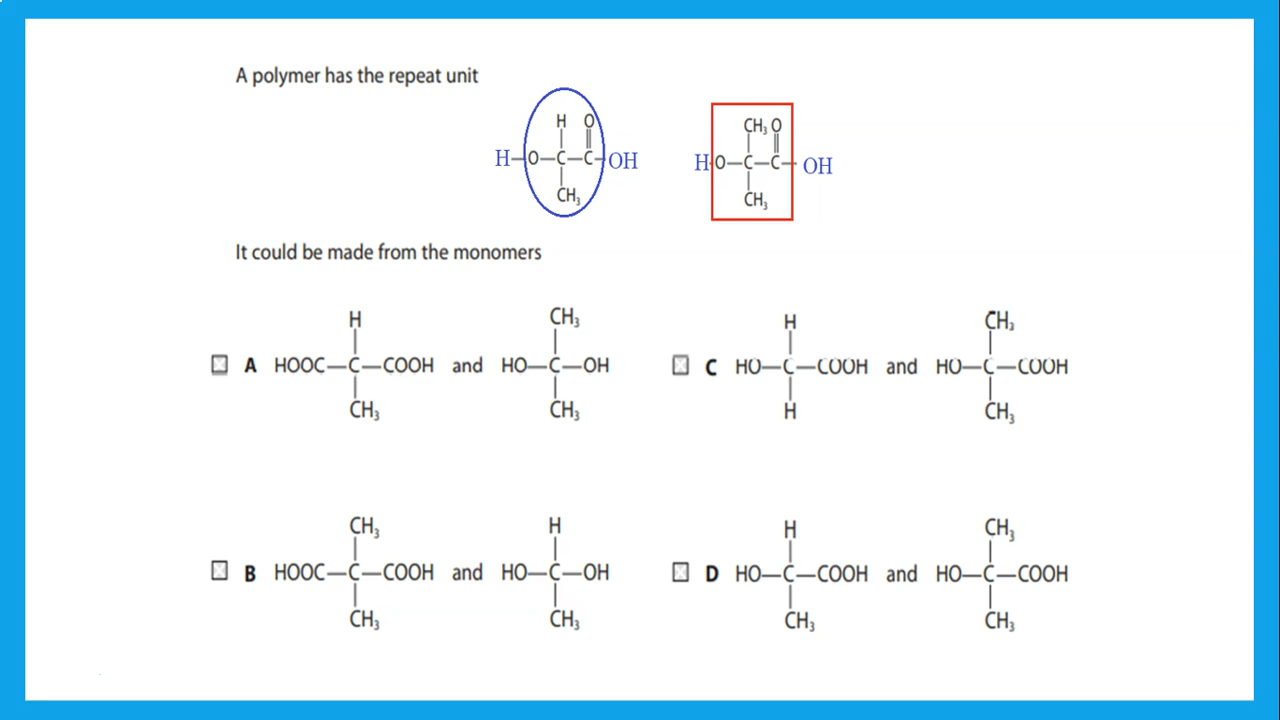 A polymer has the repeat unit
H O CH₃ O
H–O–C–C–OH H-O–C–C– OH
CH₃ CH₃
It could be made from the monomers
H CH₃
A HOOC–C–COOH and HO–C–OH
CH₃ CH₃
H CH₃
C HO–C–COOH and HO–C–COOH
H CH₃
CH₃ H
B HOOC–C–COOH and HO–C–OH
CH₃ CH₃
H CH₃
D HO–C–COOH and HO–C–COOH
CH₃ CH₃